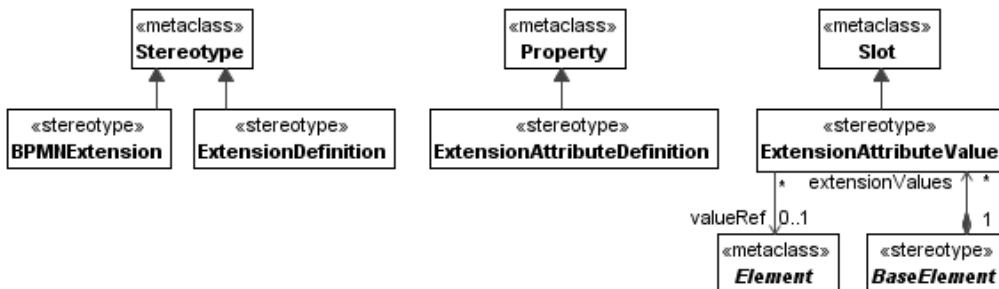 «metaclass»
Stereotype
«metaclass»
Property
«metaclass»
Slot
«stereotype»
BPMNExtension
«stereotype»
ExtensionDefinition
«stereotype»
ExtensionAttributeDefinition
«stereotype»
ExtensionAttributeValue
* extensionValues *
valueRef 0..1 1
«metaclass»
Element
«stereotype»
BaseElement